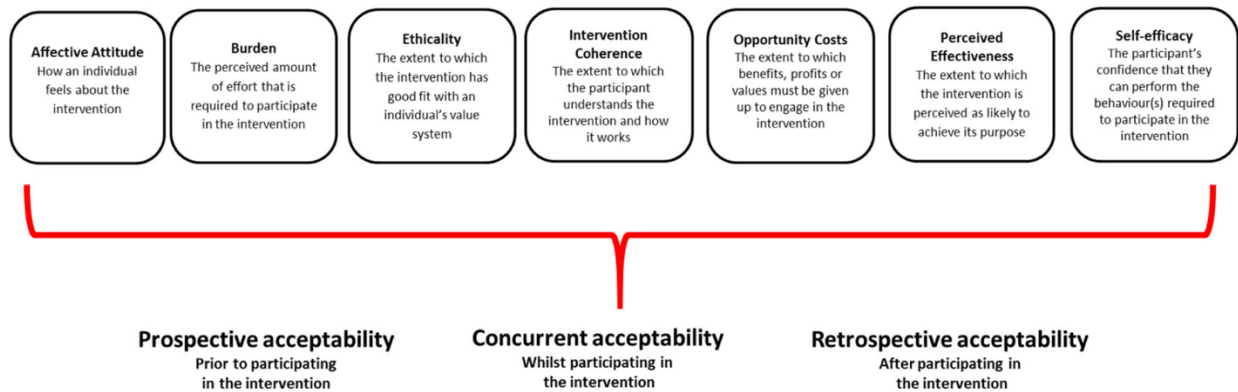 Affective Attitude
How an individual
feels about the
intervention
Burden
The perceived amount
of effort that is
required to participate
in the intervention
Ethicality
The extent to which
the intervention has
good fit with an
individual's value
system
Intervention
Coherence
The extent to which
the participant
understands the
intervention and how
it works
Opportunity Costs
The extent to which
benefits, profits or
values must be given
up to engage in the
intervention
Perceived
Effectiveness
The extent to which
the intervention is
perceived as likely to
achieve its purpose
Self-efficacy
The participant's
confidence that they
can perform the
behaviour(s) required
to participate in the
intervention
Prospective acceptability
Prior to participating
in the intervention
Concurrent acceptability
Whilst participating in
the intervention
Retrospective acceptability
After participating in
the intervention